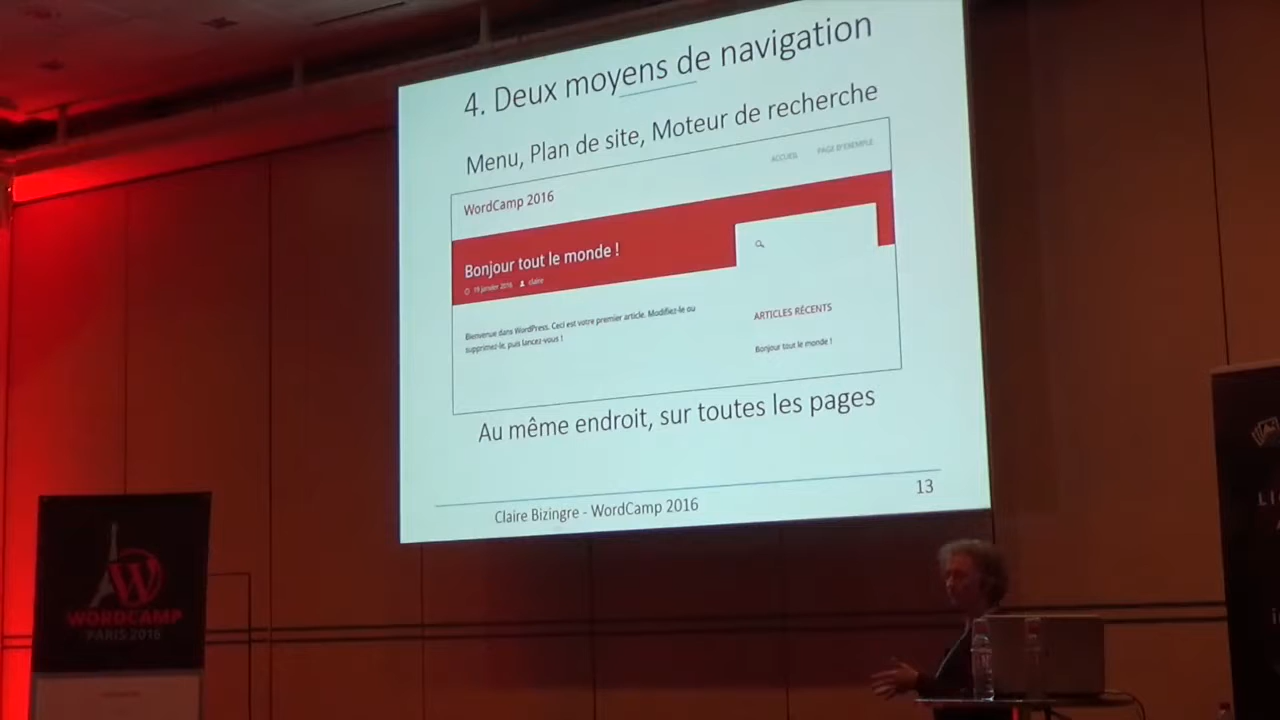 4. Deux moyens de navigation
Menu, Plan de site, Moteur de recherche
ACCUEIL PAGE D'EXEMPLE
WordCamp 2016
Bonjour tout le monde !
19 janvier 2016 claire
Bienvenue dans WordPress. Ceci est votre premier article. Modifiez-le ou
supprimez-le, puis lancez-vous !
ARTICLES RÉCENTS
Bonjour tout le monde !
Au même endroit, sur toutes les pages
Claire Bizingre - WordCamp 2016
13
W
WORDCAMP
PARIS 2016